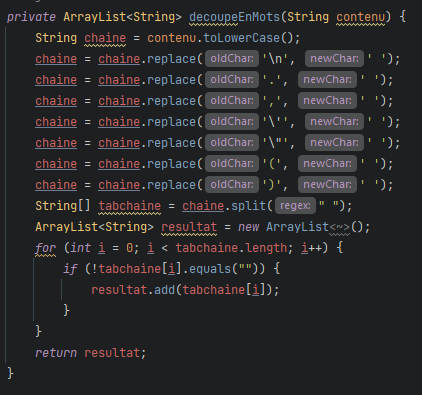 private ArrayList<String> decoupeEnMots(String contenu) {
    String chaine = contenu.toLowerCase();
    chaine = chaine.replace( oldChar: '\n', newChar: ' ');
    chaine = chaine.replace( oldChar: '.', newChar: ' ');
    chaine = chaine.replace( oldChar: ',', newChar: ' ');
    chaine = chaine.replace( oldChar: '\'', newChar: ' ');
    chaine = chaine.replace( oldChar: '\"', newChar: ' ');
    chaine = chaine.replace( oldChar: '(', newChar: ' ');
    chaine = chaine.replace( oldChar: ')', newChar: ' ');
    String[] tabchaine = chaine.split( regex: " ");
    ArrayList<String> resultat = new ArrayList<~>();
    for (int i = 0; i < tabchaine.length; i++) {
        if (!tabchaine[i].equals("")) {
            resultat.add(tabchaine[i]);
        }
    }
    return resultat;
}